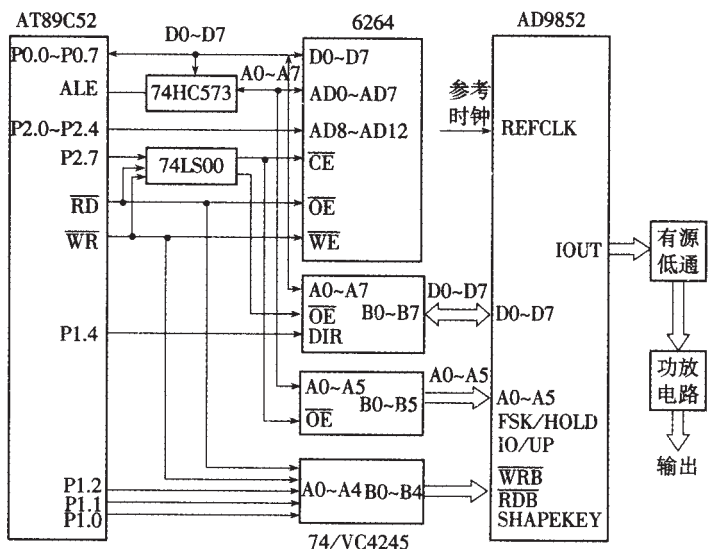 AT89C52
6264
AD9852
D0~D7
P0.0~P0.7
D0~D7
A0~A7
ALE
74HC573
AD0~AD7
参考
时钟
P2.0~P2.4
AD8~AD12
REFCLK
P2.7
74LS00
CE
RD
OE
WR
WE
IOUT
有源
低通
A0~A7
D0~D7
OE
B0~B7
D0~D7
P1.4
DIR
功放
电路
A0~A5
A0~A5
B0~B5
A0~A5
OE
FSK/HOLD
IO/UP
输出
WRB
P1.2
A0~A4
B0~B4
RDB
P1.1
P1.0
SHAPEKEY
74/VC4245